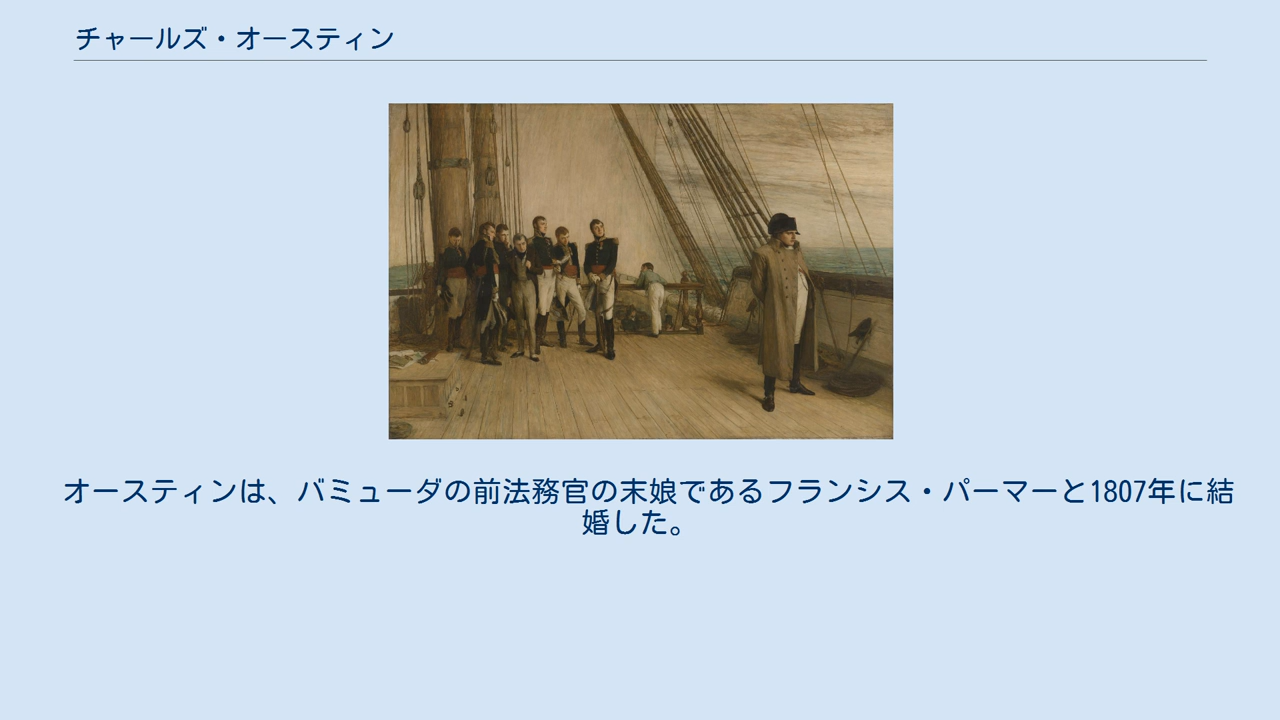 チャールズ・オースティン
オースティンは、バミューダの前法務官の末娘であるフランシス・パーマーと1807年に結
婚した。